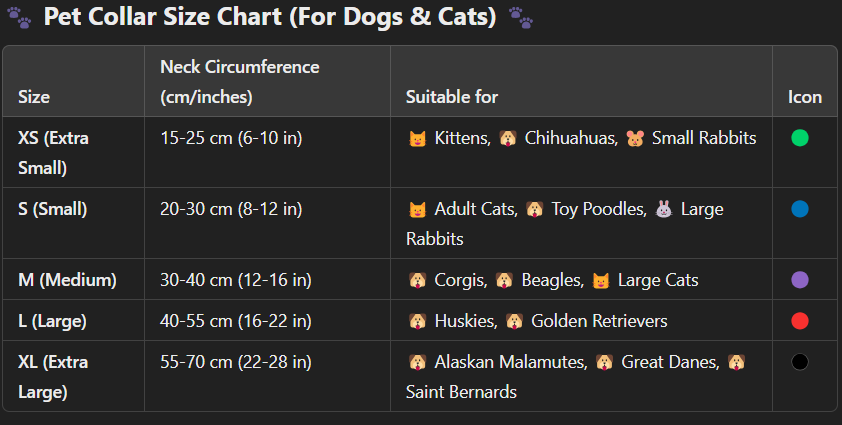 🐾 Pet Collar Size Chart (For Dogs & Cats) 🐾
Size
Neck Circumference
(cm/inches)
Suitable for
Icon
XS (Extra
Small)
15-25 cm (6-10 in)
🐱 Kittens, 🐶 Chihuahuas, 🐹 Small Rabbits
S (Small)
20-30 cm (8-12 in)
🐱 Adult Cats, 🐶 Toy Poodles, 🐰 Large
Rabbits
M (Medium)
30-40 cm (12-16 in)
🐶 Corgis, 🐶 Beagles, 🐱 Large Cats
L (Large)
40-55 cm (16-22 in)
🐶 Huskies, 🐶 Golden Retrievers
XL (Extra
Large)
55-70 cm (22-28 in)
🐶 Alaskan Malamutes, 🐶 Great Danes, 🐶
Saint Bernards